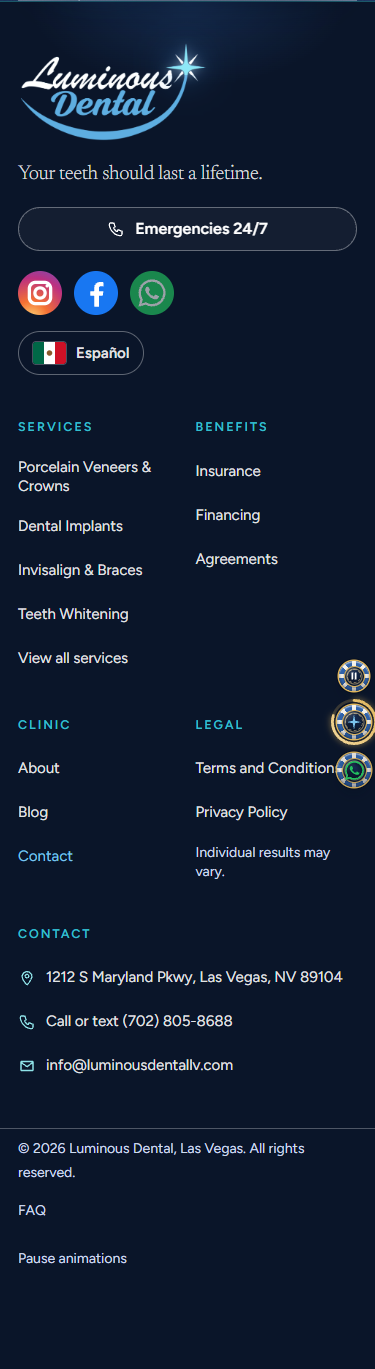 Luminous
Dental
Your teeth should last a lifetime.
Emergencies 24/7
Español
SERVICES
Porcelain Veneers &
Crowns
Dental Implants
Invisalign & Braces
Teeth Whitening
View all services
BENEFITS
Insurance
Financing
Agreements
CLINIC
About
Blog
Contact
LEGAL
Terms and Condition
Privacy Policy
Individual results may
vary.
CONTACT
1212 S Maryland Pkwy, Las Vegas, NV 89104
Call or text (702) 805-8688
info@luminousdentallv.com
© 2026 Luminous Dental, Las Vegas. All rights
reserved.
FAQ
Pause animations